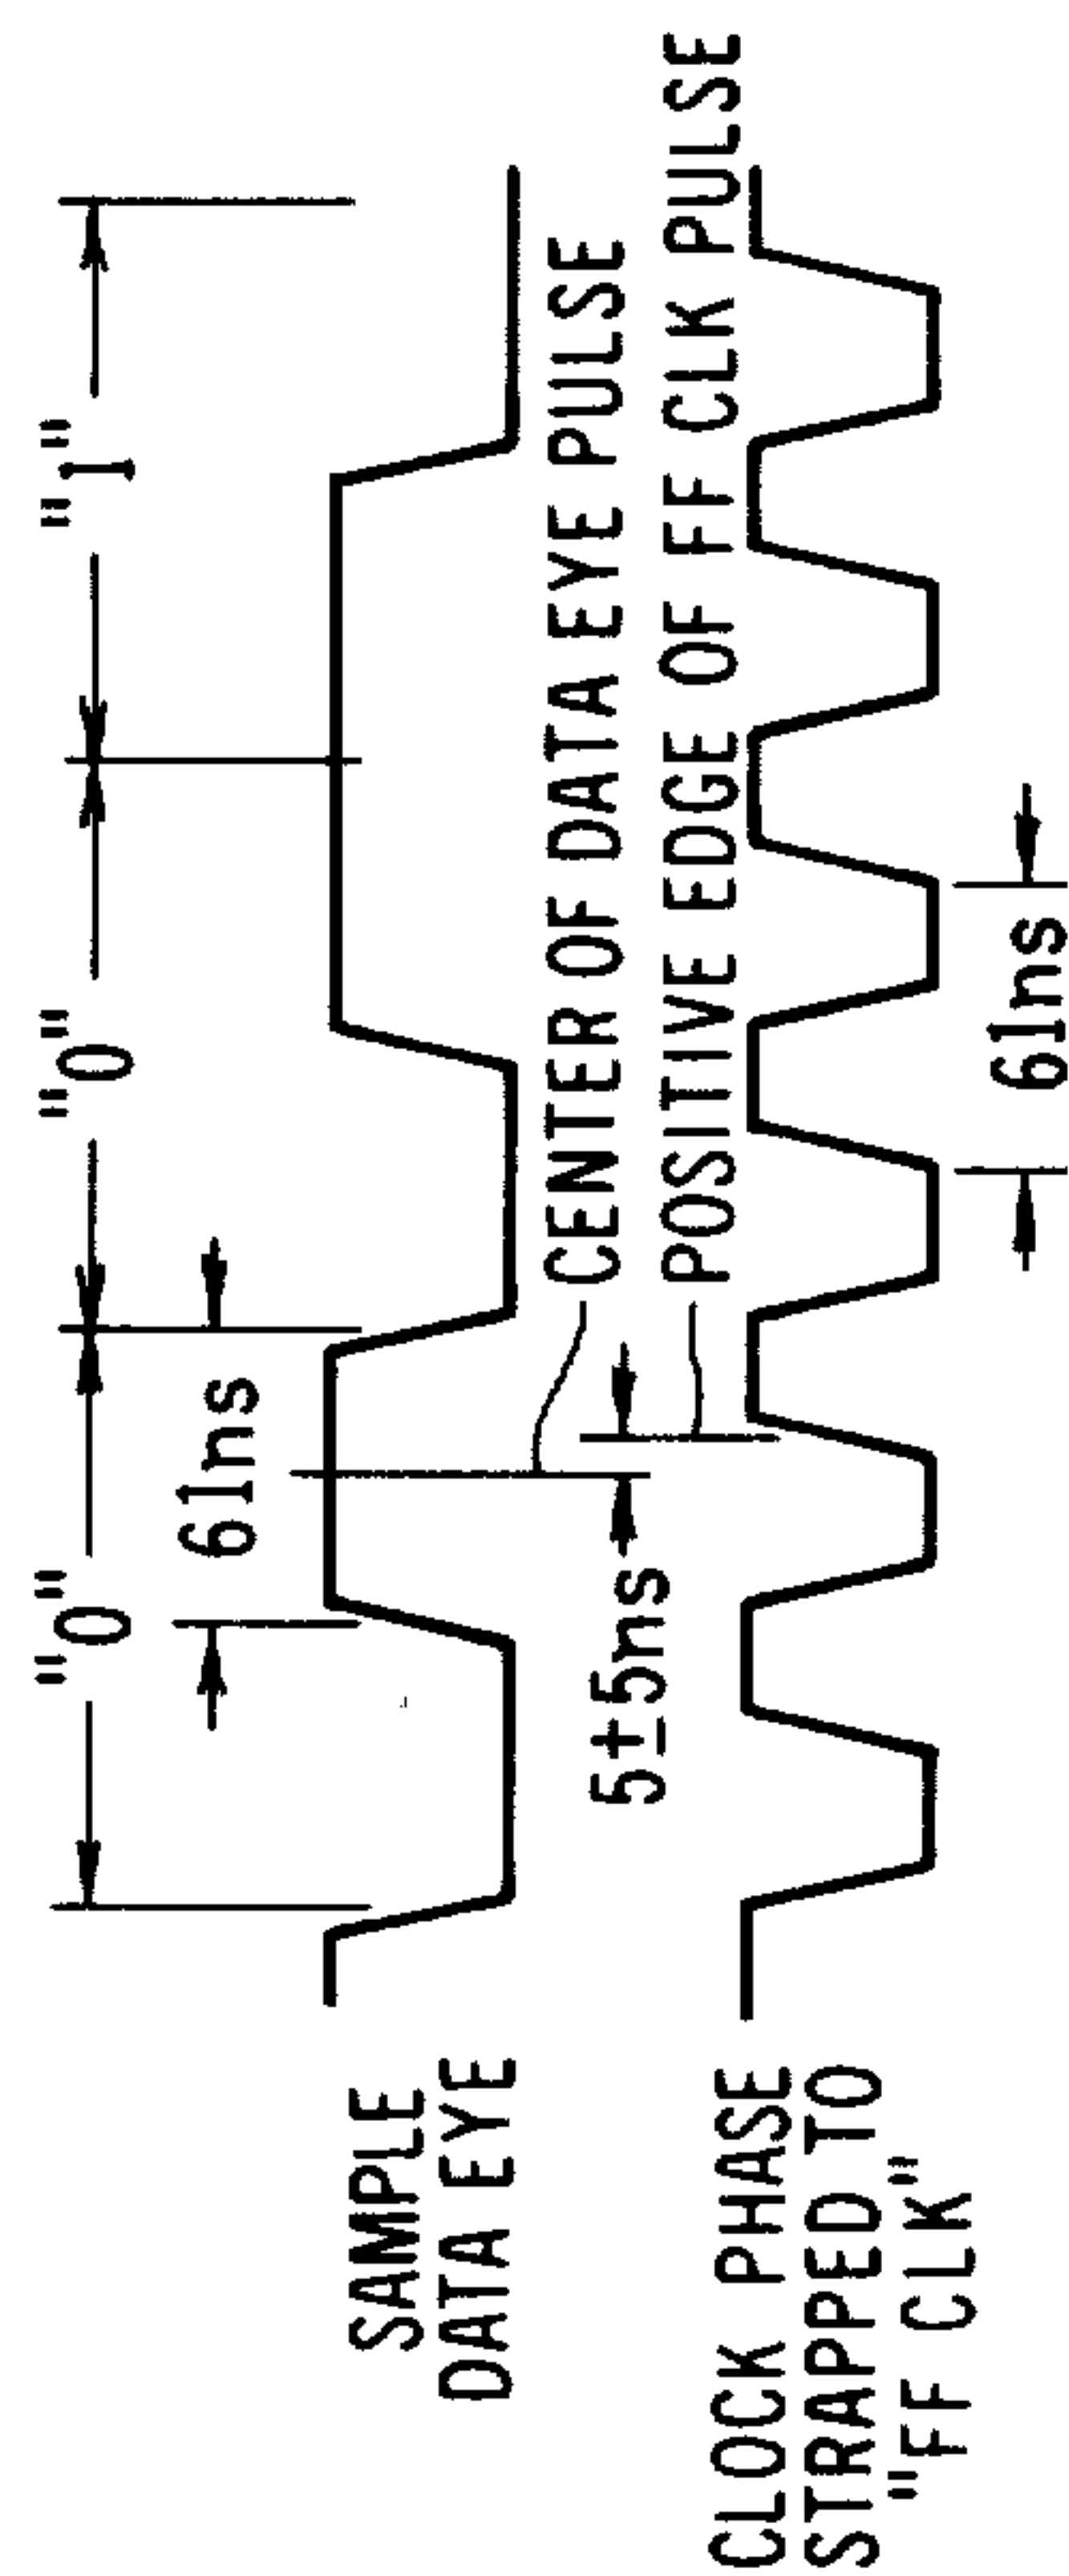 "0"
"0"
"1"
61ns
SAMPLE
DATA EYE
CENTER OF DATA EYE PULSE
5±5ns
POSITIVE EDGE OF FF CLK PULSE
CLOCK PHASE
STRAPPED TO
"FF CLK"
61ns